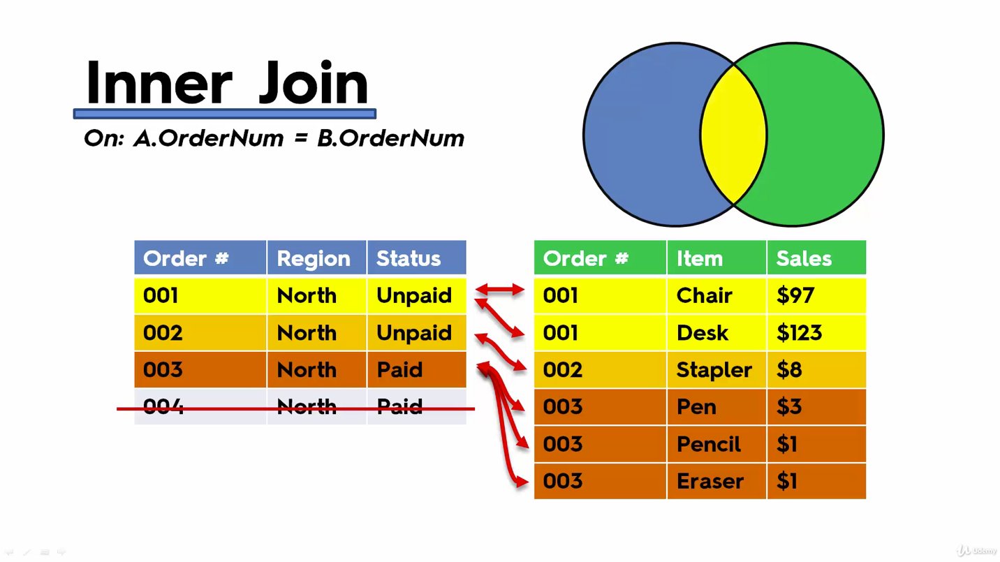 Inner Join
On: A.OrderNum = B.OrderNum
Order # Region Status
001 North Unpaid
002 North Unpaid
003 North Paid
004 North Paid
Order # Item Sales
001 Chair $97
001 Desk $123
002 Stapler $8
003 Pen $3
003 Pencil $1
003 Eraser $1
Udemy